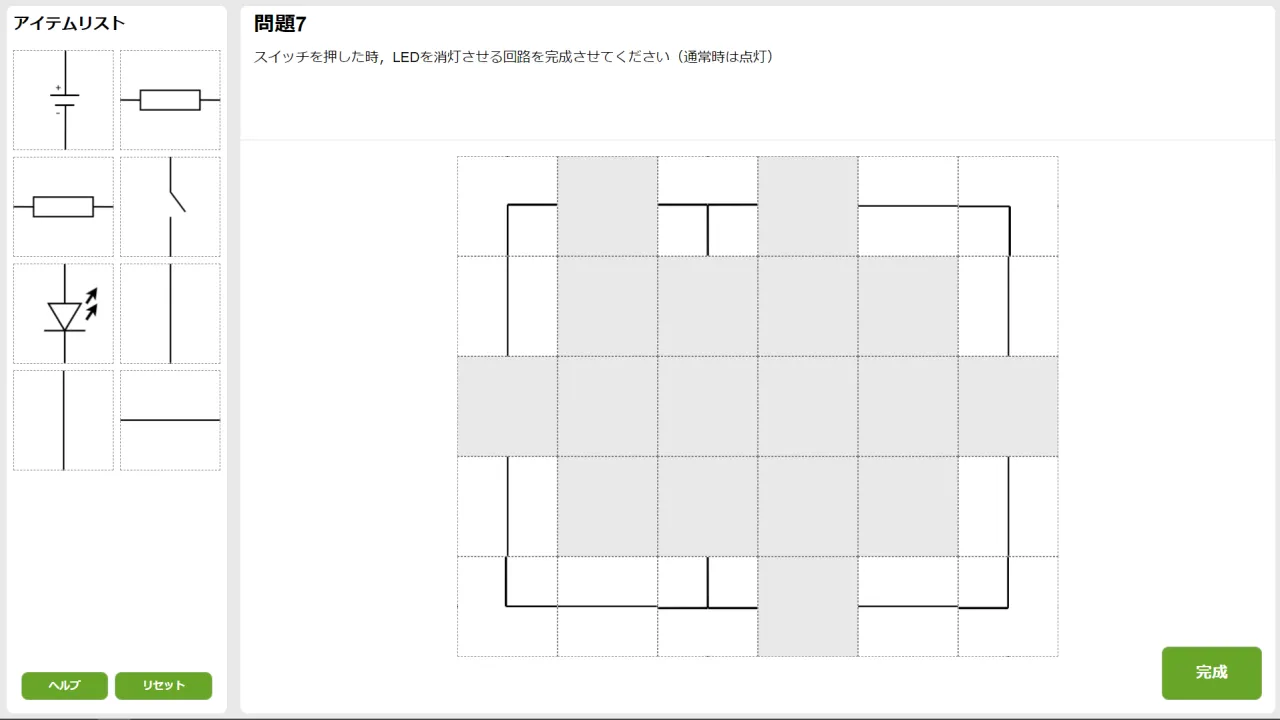 アイテムリスト
+
-
ヘルプ
リセット
問題7
スイッチを押した時，LEDを消灯させる回路を完成させてください（通常時は点灯）
完成